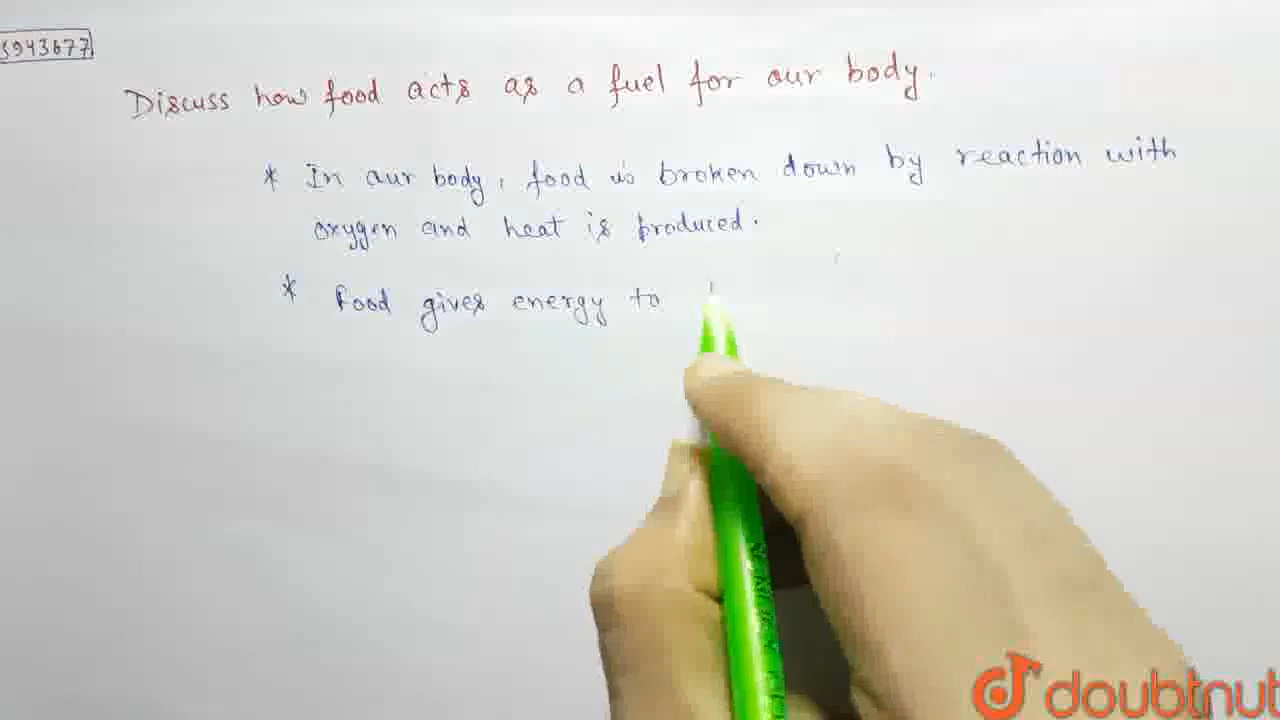 5943677
Discuss how food acts as a fuel for our body.
* In our body, food is broken down by reaction with
oxygen and heat is produced.
* Food gives energy to
doubtnut